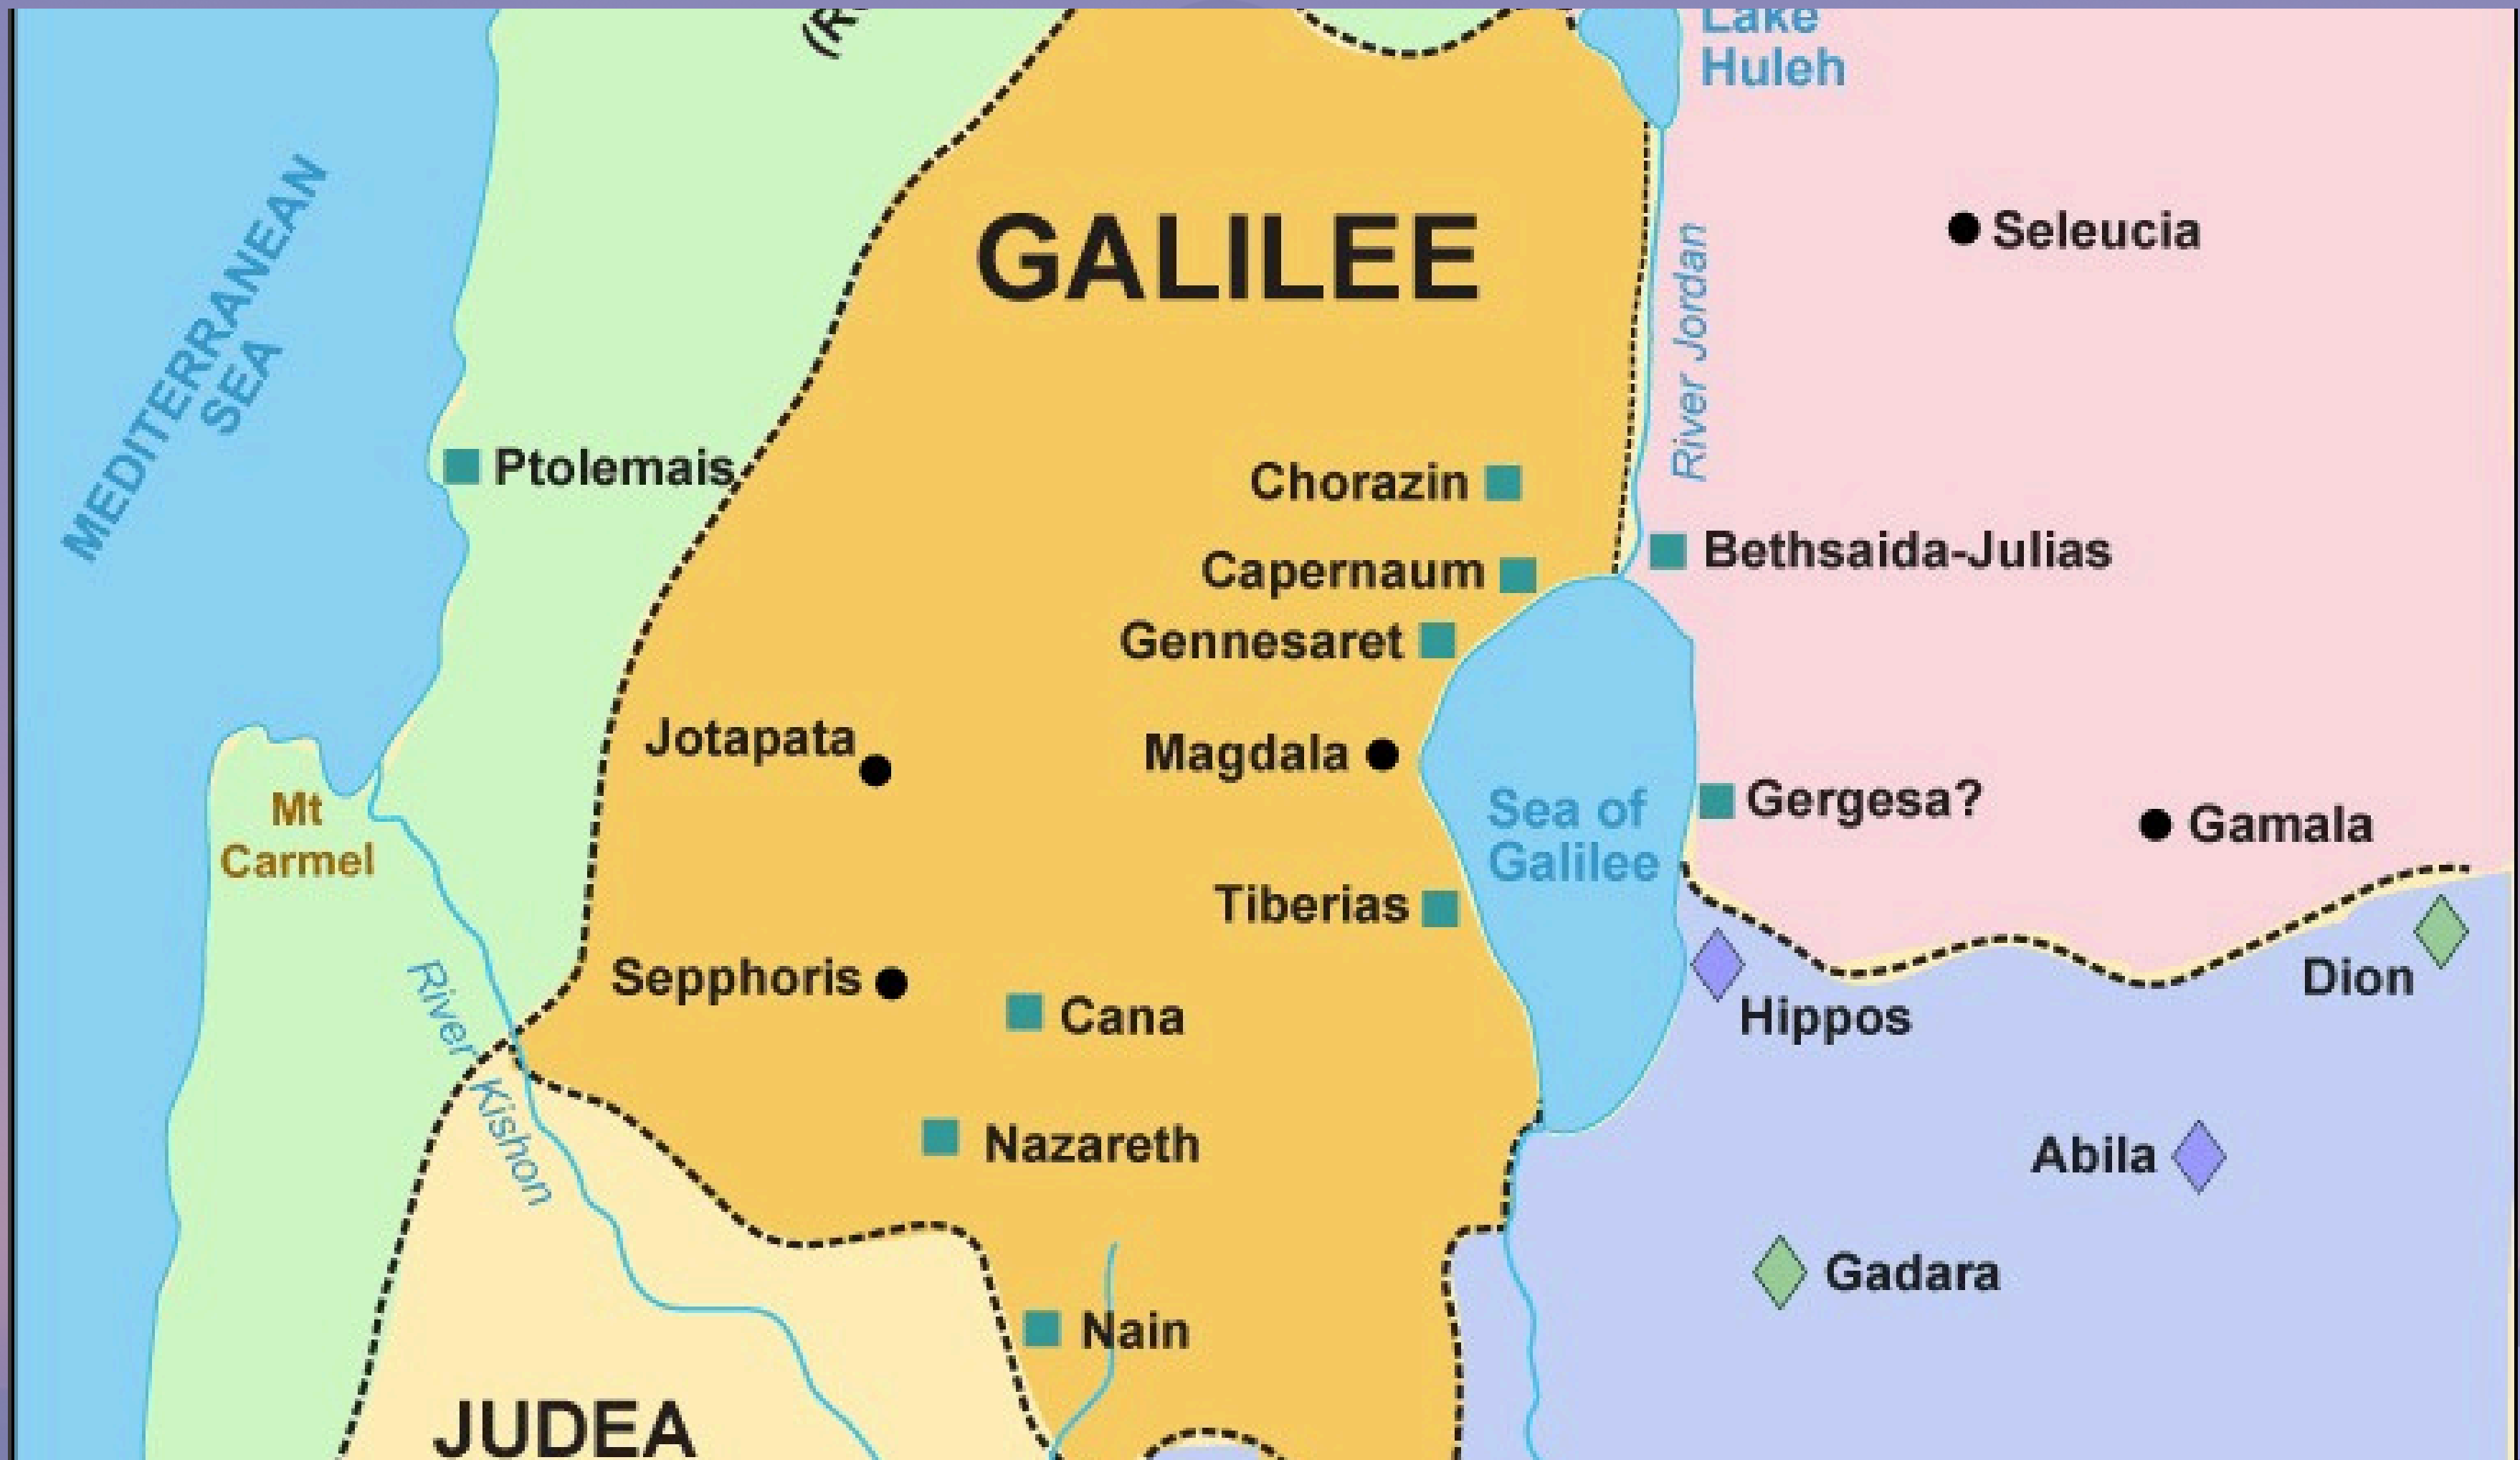 (R
Lake
Huleh
MEDITERRANEAN
SEA
GALILEE
River Jordan
Seleucia
Ptolemais
Chorazin
Capernaum
Bethsaida-Julias
Gennesaret
Jotapata
Magdala
Mt
Carmel
Sea of
Galilee
Gergesa?
Gamala
Tiberias
Sepphoris
Cana
Hippos
Dion
River Kishon
Nazareth
Abila
Gadara
Nain
JUDEA